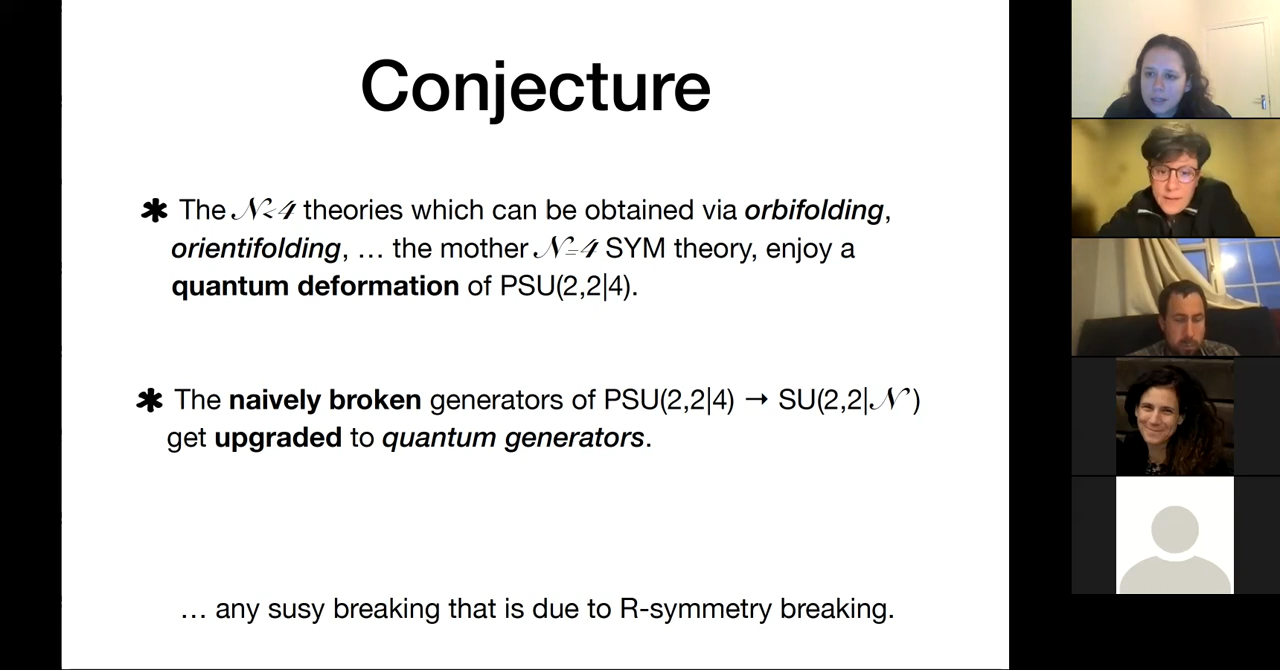 Conjecture
✱ The 𝒩<4 theories which can be obtained via orbifolding,
orientifolding, … the mother 𝒩=4 SYM theory, enjoy a
quantum deformation of PSU(2,2|4).
✱ The naively broken generators of PSU(2,2|4) → SU(2,2|𝒩)
get upgraded to quantum generators.
… any susy breaking that is due to R-symmetry breaking.